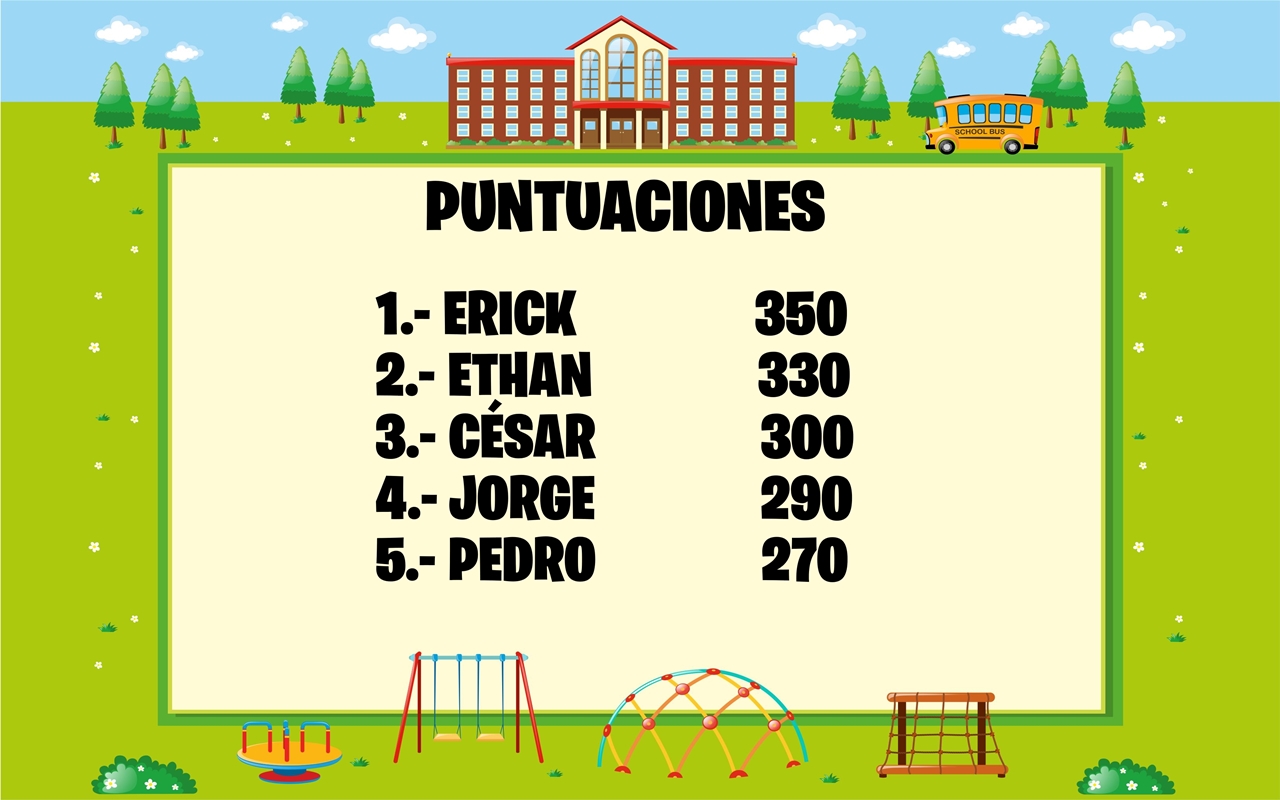 SCHOOL BUS
PUNTUACIONES
1.- ERICK 350
2.- ETHAN 330
3.- CÉSAR 300
4.- JORGE 290
5.- PEDRO 270